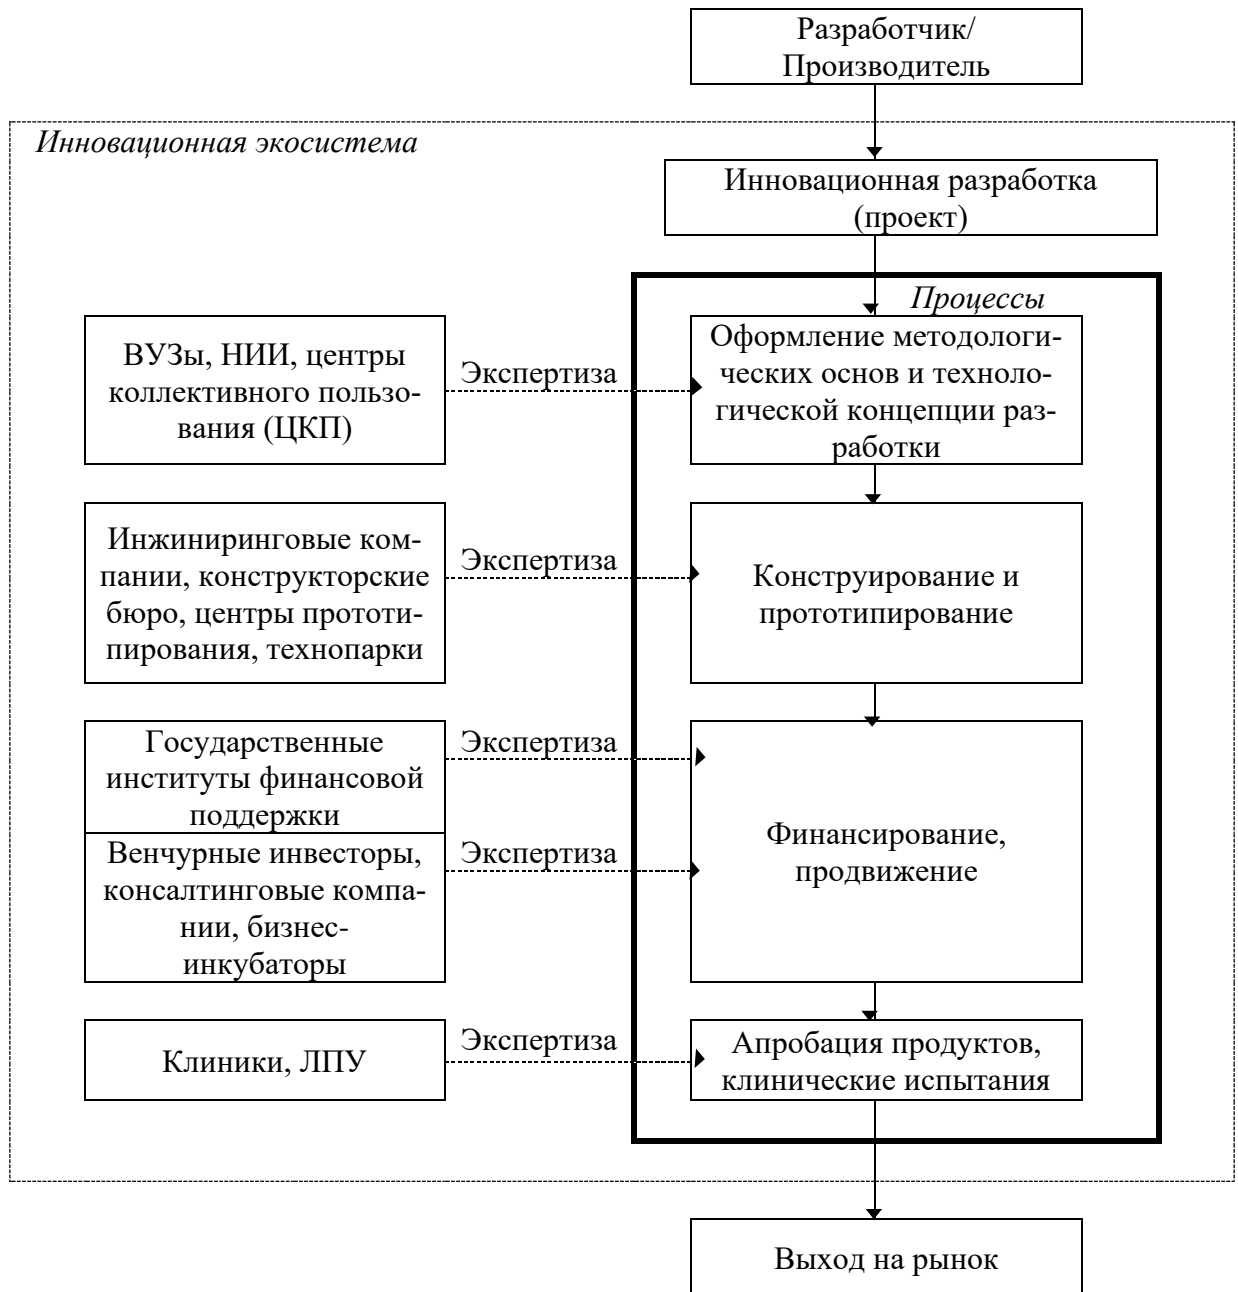 Разработчик/
Производитель
Инновационная экосистема
Инновационная разработка
(проект)
Процессы
ВУЗы, НИИ, центры
коллективного пользо-
вания (ЦКП)
Экспертиза
Оформление методологи-
ческих основ и техноло-
гической концепции раз-
работки
Инжиниринговые ком-
пании, конструкторские
бюро, центры прототи-
пирования, технопарки
Экспертиза
Конструирование и
прототипирование
Государственные
институты финансовой
поддержки
Экспертиза
Венчурные инвесторы,
консалтинговые компа-
нии, бизнес-
инкубаторы
Экспертиза
Финансирование,
продвижение
Клиники, ЛПУ
Экспертиза
Апробация продуктов,
клинические испытания
Выход на рынок